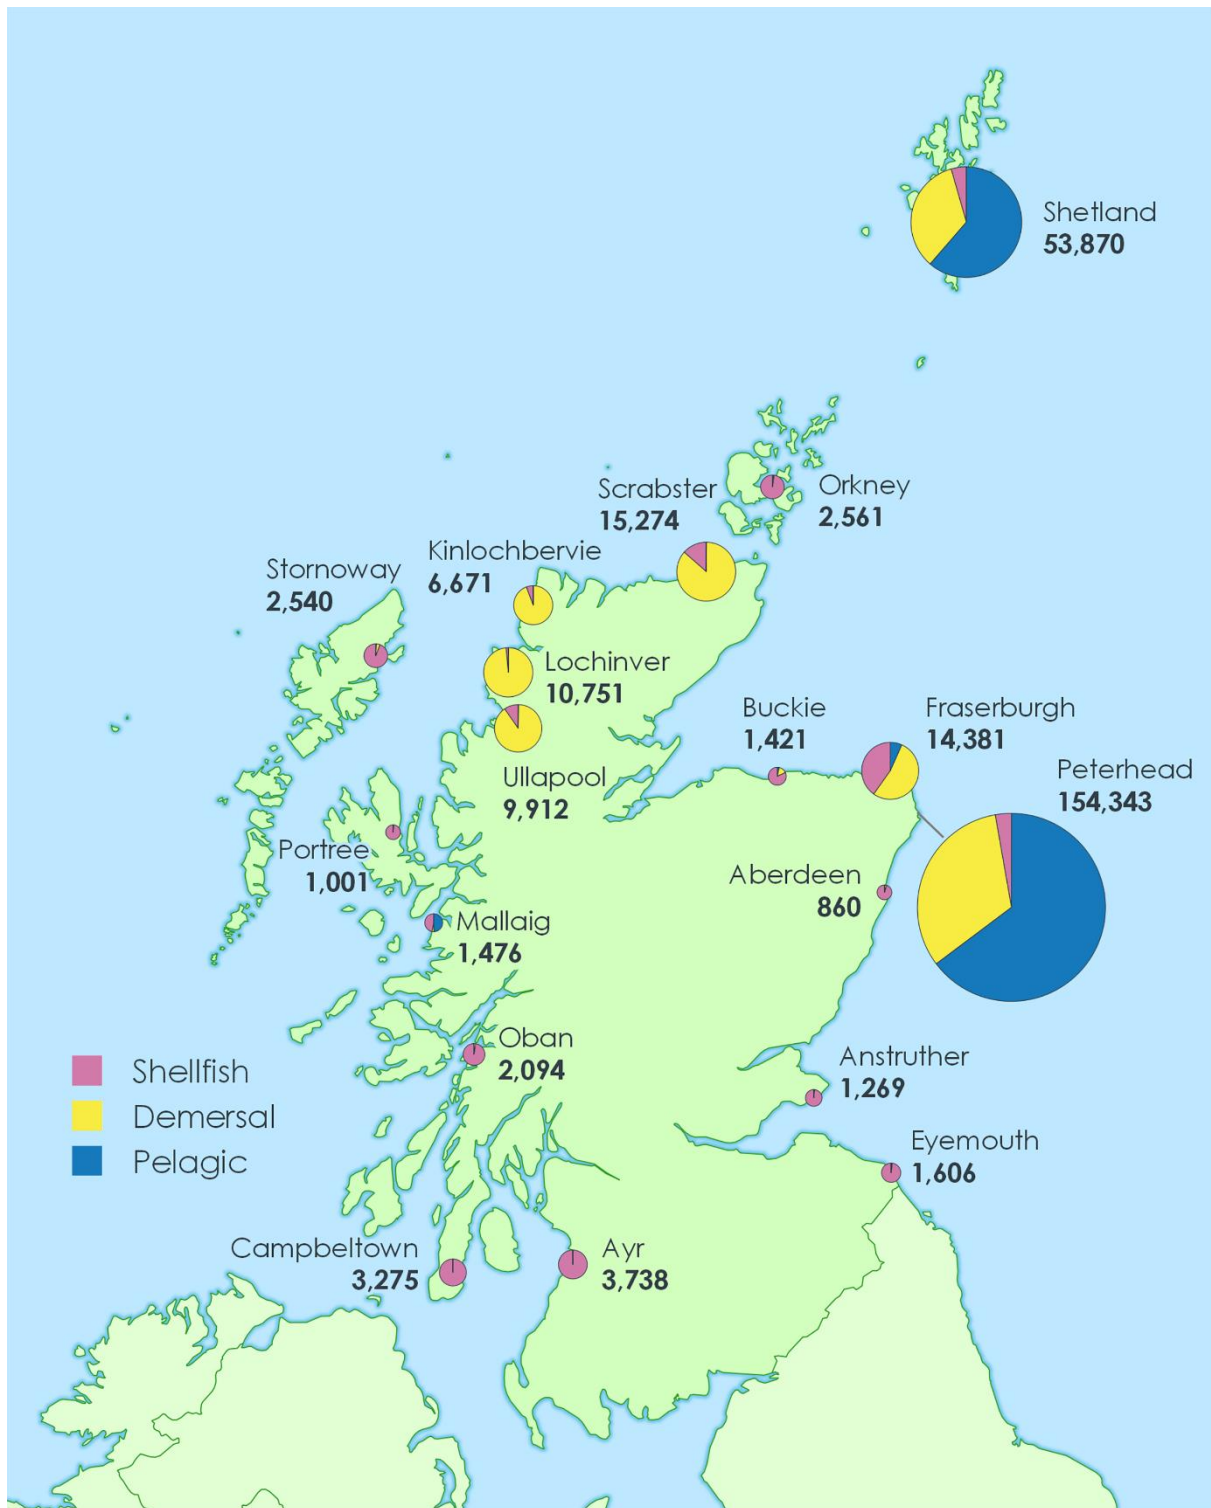 Shetland
53,870
Orkney
2,561
Scrabster
15,274
Kinlochbervie
6,671
Stornoway
2,540
Lochinver
10,751
Buckie
1,421
Fraserburgh
14,381
Peterhead
154,343
Ullapool
9,912
Portree
1,001
Aberdeen
860
Mallaig
1,476
Oban
2,094
Anstruther
1,269
Shellfish
Demersal
Pelagic
Eyemouth
1,606
Campbeltown
3,275
Ayr
3,738